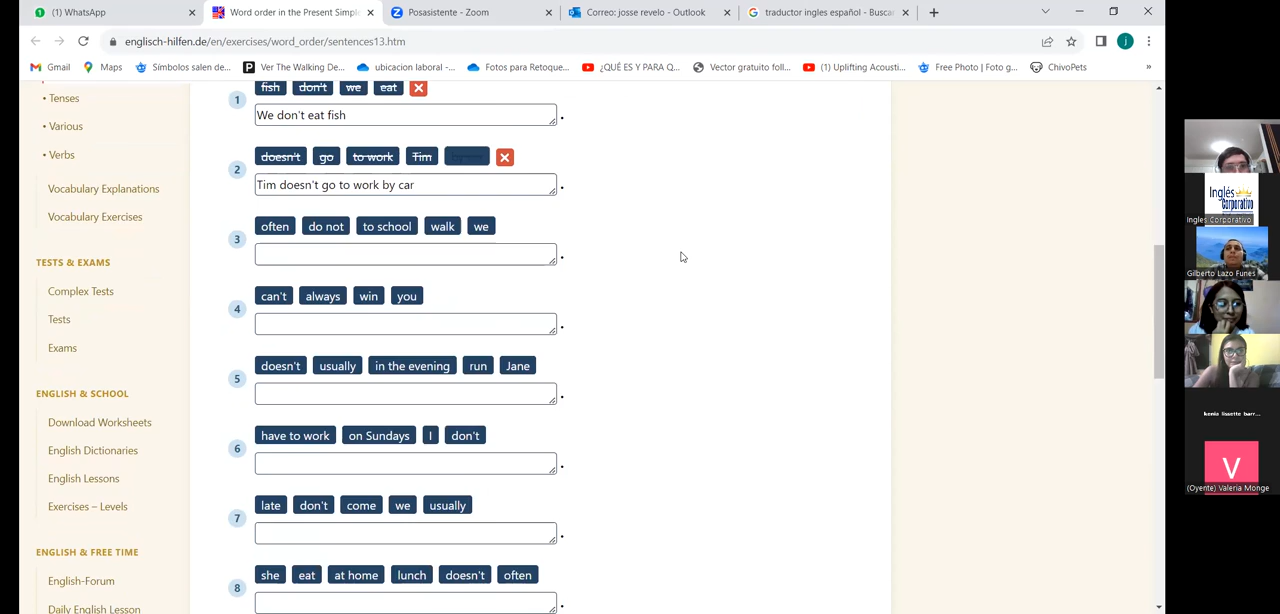 (1) WhatsApp
Word order in the Present Simple
Posasistente - Zoom
Correo: josse revelo - Outlook
traductor ingles español - Buscar
englisch-hilfen.de/en/exercises/word_order/sentences13.htm
j
Gmail
Maps
Símbolos salen de...
Ver The Walking De...
ubicacion laboral -...
Fotos para Retoque...
¿QUÉ ES Y PARA Q...
Vector gratuito foll...
(1) Uplifting Acousti...
Free Photo | Foto g...
ChivoPets
»
• Tenses
• Various
• Verbs
Vocabulary Explanations
Vocabulary Exercises
TESTS & EXAMS
Complex Tests
Tests
Exams
ENGLISH & SCHOOL
Download Worksheets
English Dictionaries
English Lessons
Exercises – Levels
ENGLISH & FREE TIME
English-Forum
Daily English Lesson
fish don't we eat
1
We don't eat fish .
doesn't go to work Tim
2
Tim doesn't go to work by car .
often do not to school walk we
3
.
can't always win you
4
.
doesn't usually in the evening run Jane
5
.
have to work on Sundays I don't
6
.
late don't come we usually
7
.
she eat at home lunch doesn't often
8
.
Inglés
Corporativo
Ingles Corporativo
Gilberto Lazo Funes
kenia lissette barr...
V
(Oyente) Valeria Monge